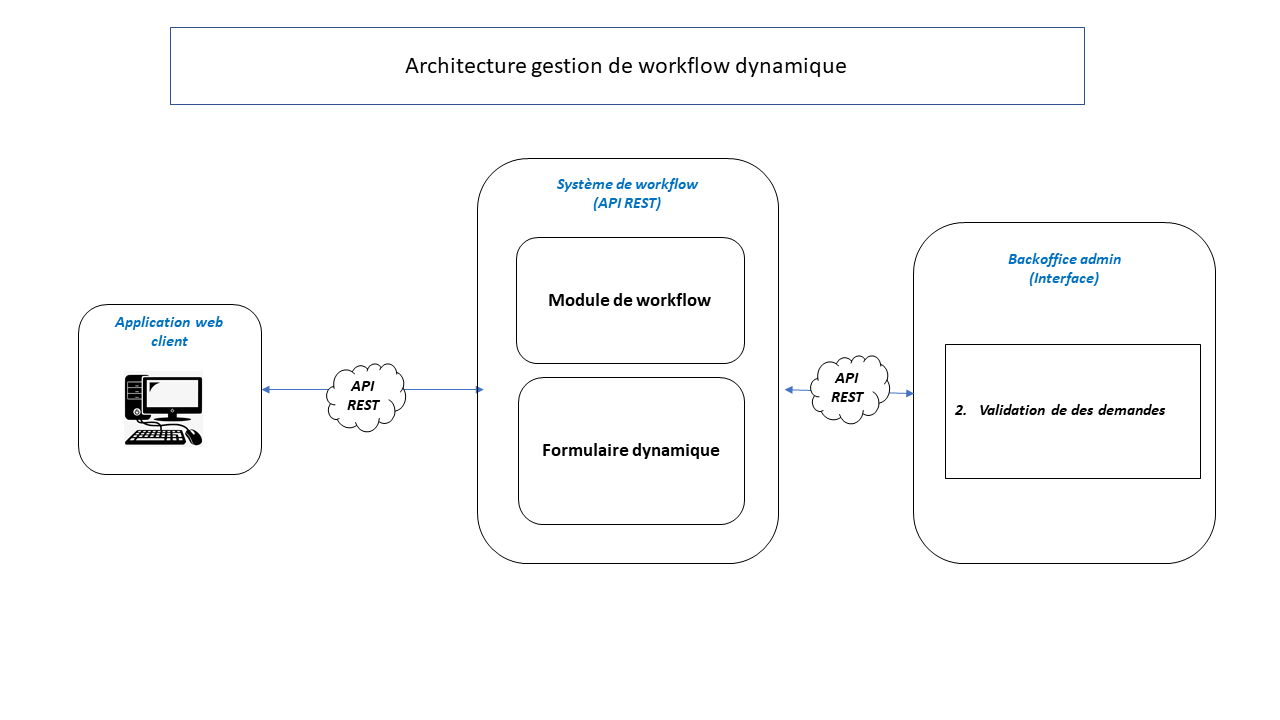 Architecture gestion de workflow dynamique
Système de workflow
(API REST)
Module de workflow
Formulaire dynamique
Application web
client
API
REST
API
REST
Backoffice admin
(Interface)
2. Validation de des demandes